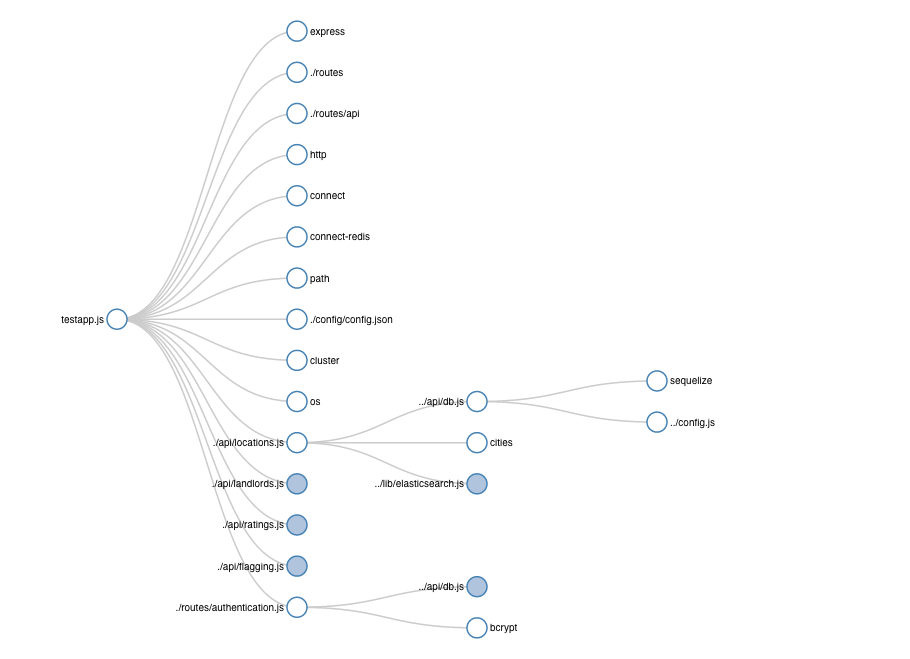 express
./routes
./routes/api
http
connect
connect-redis
path
testapp.js
./config/config.json
cluster
sequelize
os
../api/db.js
../config.js
./api/locations.js
cities
./api/landlords.js
../lib/elasticsearch.js
./api/ratings.js
./api/flagging.js
../api/db.js
./routes/authentication.js
bcrypt